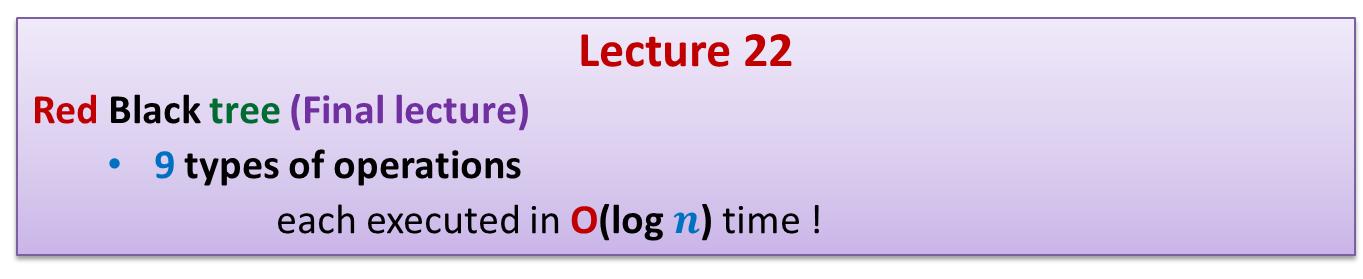 Lecture 22
Red Black tree (Final lecture)
• 9 types of operations
each executed in O(log n) time !